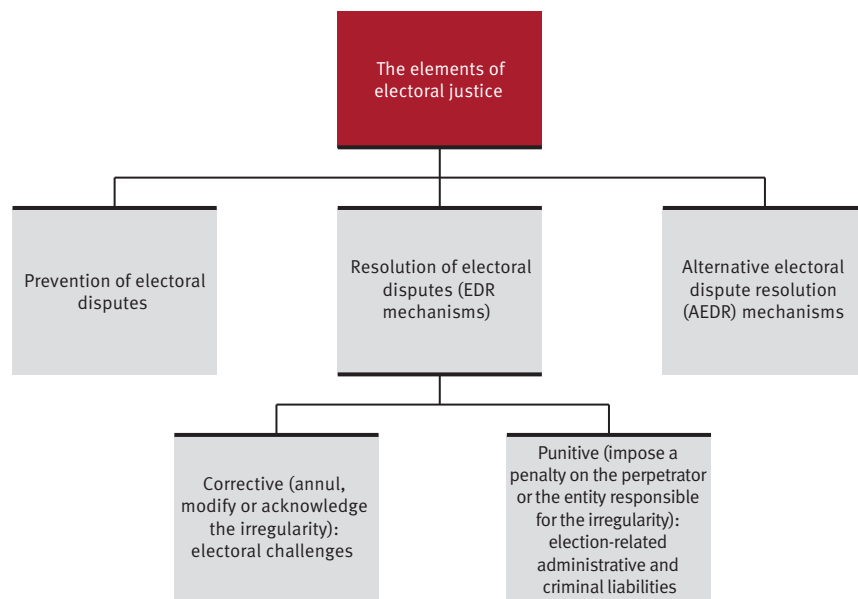 The elements of
electoral justice
Prevention of electoral
disputes
Resolution of electoral
disputes (EDR
mechanisms)
Alternative electoral
dispute resolution
(AEDR) mechanisms
Corrective (annul,
modify or acknowledge
the irregularity):
electoral challenges
Punitive (impose a
penalty on the perpetrator
or the entity responsible
for the irregularity):
election-related
administrative and
criminal liabilities